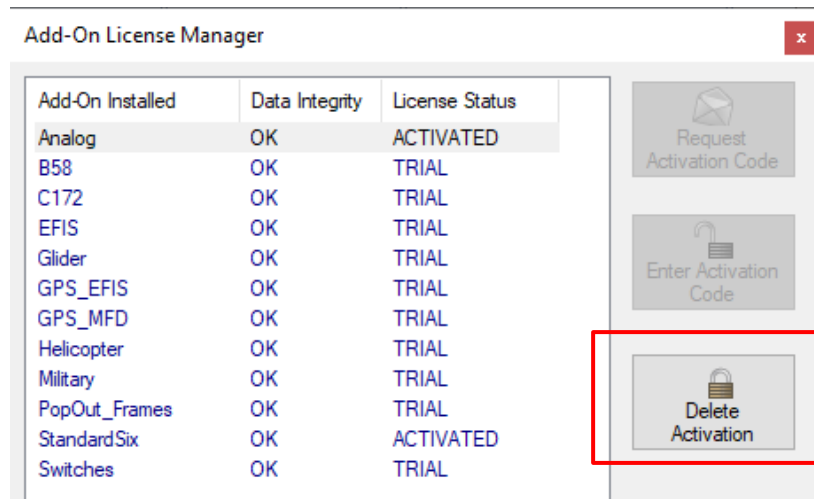 Add-On License Manager
x
Add-On Installed Data Integrity License Status
Analog OK ACTIVATED
B58 OK TRIAL
C172 OK TRIAL
EFIS OK TRIAL
Glider OK TRIAL
GPS_EFIS OK TRIAL
GPS_MFD OK TRIAL
Helicopter OK TRIAL
Military OK TRIAL
PopOut_Frames OK TRIAL
StandardSix OK ACTIVATED
Switches OK TRIAL
Request
Activation Code
Enter Activation
Code
Delete
Activation